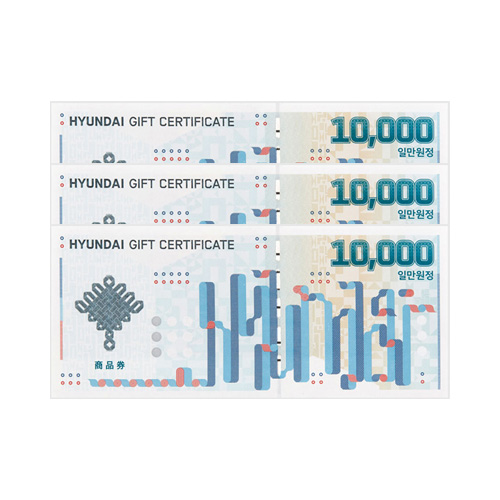 HYUNDAI GIFT CERTIFICATE
10,000
일만원정
HYUNDAI GIFT CERTIFICATE
10,000
일만원정
HYUNDAI GIFT CERTIFICATE
10,000
일만원정
商品券